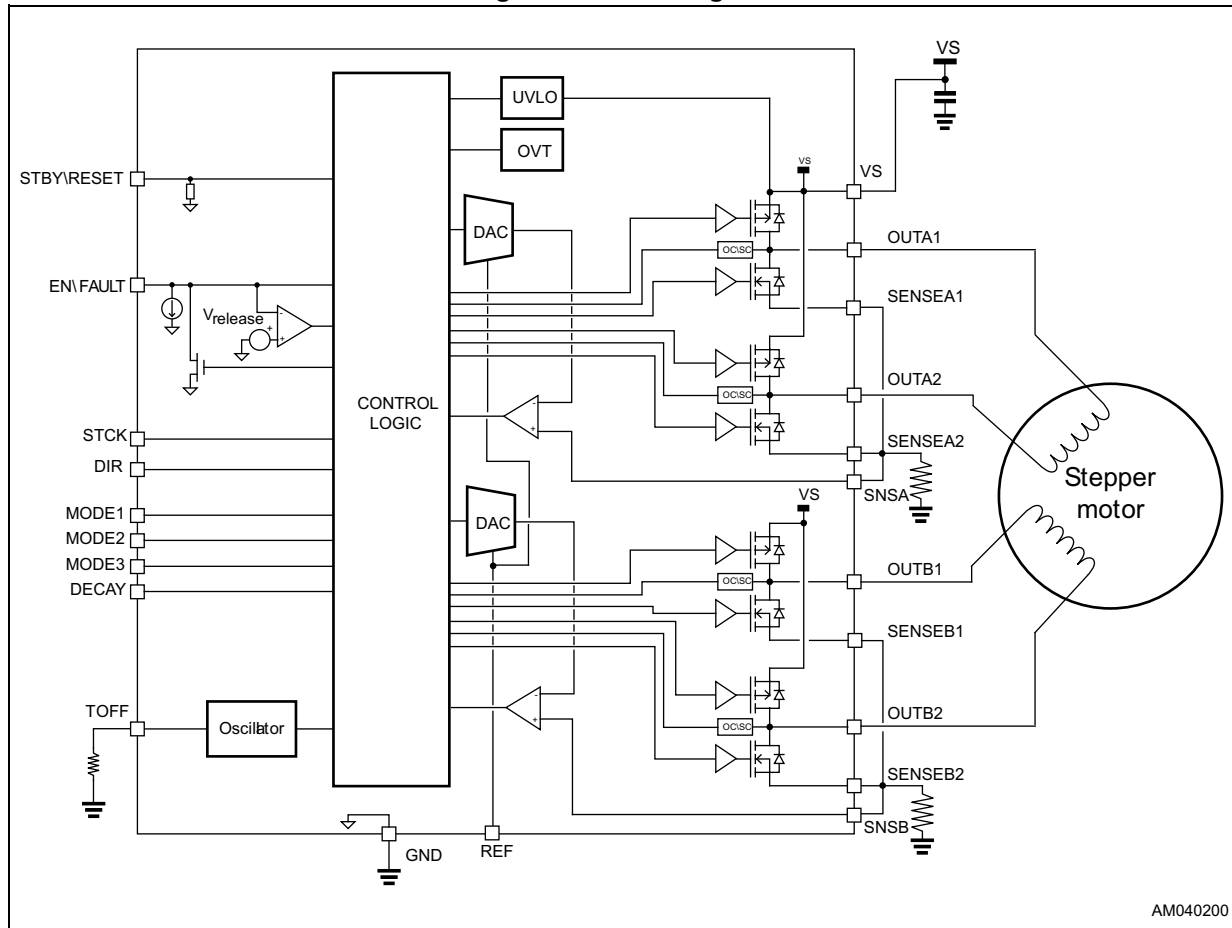 VS
UVLO
OVT
VS
VS
STBY\RESET
DAC
OC\SC
OUTA1
EN\FAULT
Vrelease
SENSEA1
OC\SC
OUTA2
CONTROL
LOGIC
STCK
DIR
SENSEA2
SNSA
Stepper
motor
MODE1
MODE2
MODE3
DECAY
DAC
VS
OC\SC
OUTB1
SENSEB1
TOFF
Oscillator
OC\SC
OUTB2
SENSEB2
SNSB
GND
REF
AM040200